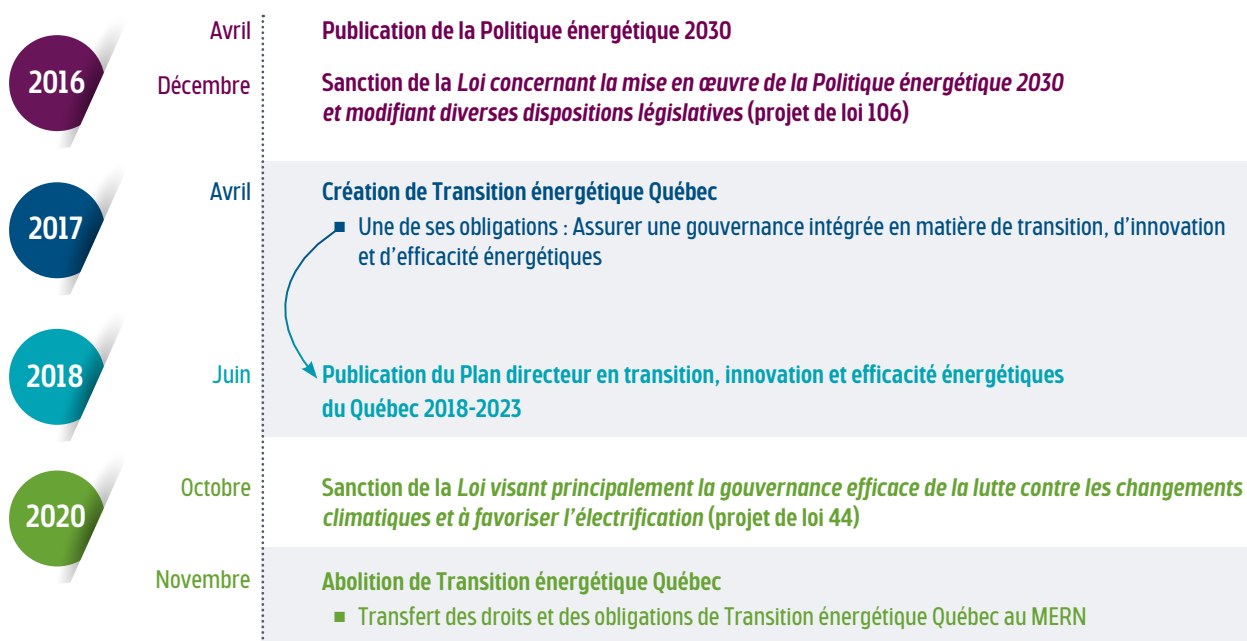 2016
Avril
Publication de la Politique énergétique 2030
Décembre
Sanction de la Loi concernant la mise en œuvre de la Politique énergétique 2030
et modifiant diverses dispositions législatives (projet de loi 106)
2017
Avril
Création de Transition énergétique Québec
■ Une de ses obligations : Assurer une gouvernance intégrée en matière de transition, d’innovation
et d’efficacité énergétiques
2018
Juin
Publication du Plan directeur en transition, innovation et efficacité énergétiques
du Québec 2018-2023
2020
Octobre
Sanction de la Loi visant principalement la gouvernance efficace de la lutte contre les changements
climatiques et à favoriser l’électrification (projet de loi 44)
Novembre
Abolition de Transition énergétique Québec
■ Transfert des droits et des obligations de Transition énergétique Québec au MERN